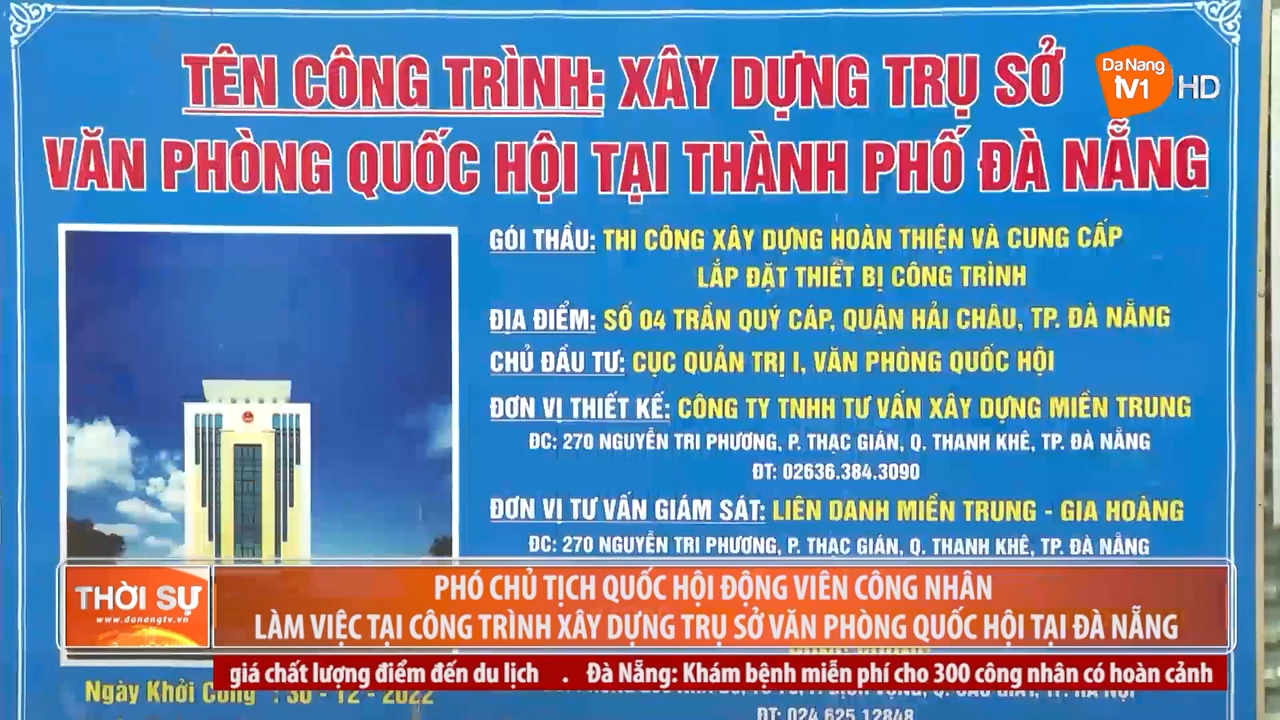 TÊN CÔNG TRÌNH: XÂY DỰNG TRỤ SỞ
VĂN PHÒNG QUỐC HỘI TẠI THÀNH PHỐ ĐÀ NẴNG
Da Nang
TV1 HD
GÓI THẦU: THI CÔNG XÂY DỰNG HOÀN THIỆN VÀ CUNG CẤP
LẮP ĐẶT THIẾT BỊ CÔNG TRÌNH
ĐỊA ĐIỂM: SỐ 04 TRẦN QUÝ CÁP, QUẬN HẢI CHÂU, TP. ĐÀ NẴNG
CHỦ ĐẦU TƯ: CỤC QUẢN TRỊ I, VĂN PHÒNG QUỐC HỘI
ĐƠN VỊ THIẾT KẾ: CÔNG TY TNHH TƯ VẤN XÂY DỰNG MIỀN TRUNG
ĐC: 270 NGUYỄN TRI PHƯƠNG, P. THẠC GIÁN, Q. THANH KHÊ, TP. ĐÀ NẴNG
ĐT: 02636.384.3090
ĐƠN VỊ TƯ VẤN GIÁM SÁT: LIÊN DANH MIỀN TRUNG - GIA HOÀNG
ĐC: 270 NGUYỄN TRI PHƯƠNG, P. THẠC GIÁN, Q. THANH KHÊ, TP. ĐÀ NẴNG
THỜI SỰ
www.danangtv.vn
PHÓ CHỦ TỊCH QUỐC HỘI ĐỘNG VIÊN CÔNG NHÂN
LÀM VIỆC TẠI CÔNG TRÌNH XÂY DỰNG TRỤ SỞ VĂN PHÒNG QUỐC HỘI TẠI ĐÀ NẴNG
giá chất lượng điểm đến du lịch . Đà Nẵng: Khám bệnh miễn phí cho 300 công nhân có hoàn cảnh
Ngày Khởi Công : 30 - 12 - 2022
ĐT: 024.625.12848